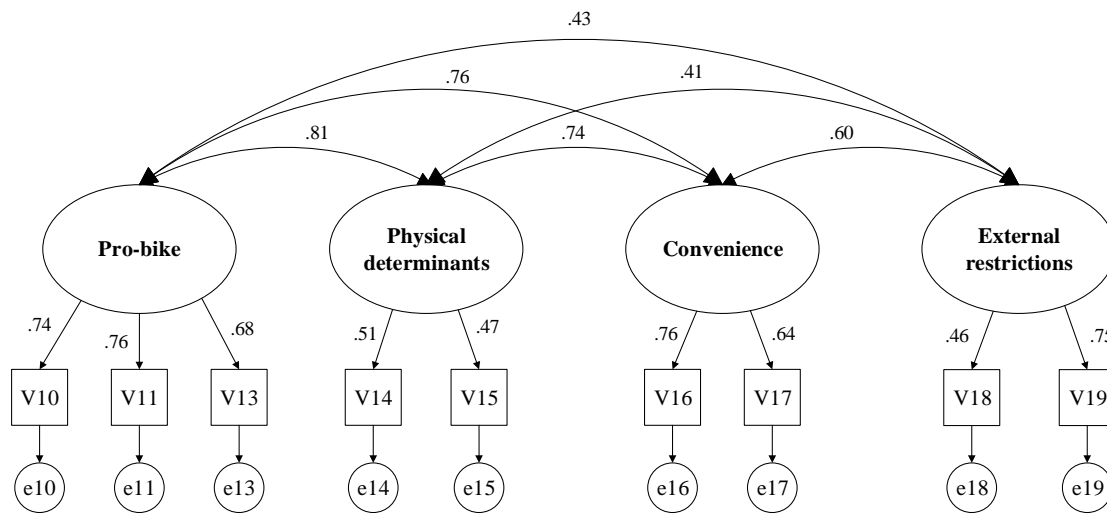 .43
.76
.41
.81
.74
.60
Pro-bike
Physical
determinants
Convenience
External
restrictions
.74
.76
.68
.51
.47
.76
.64
.46
.75
V10
V11
V13
V14
V15
V16
V17
V18
V19
e10
e11
e13
e14
e15
e16
e17
e18
e19